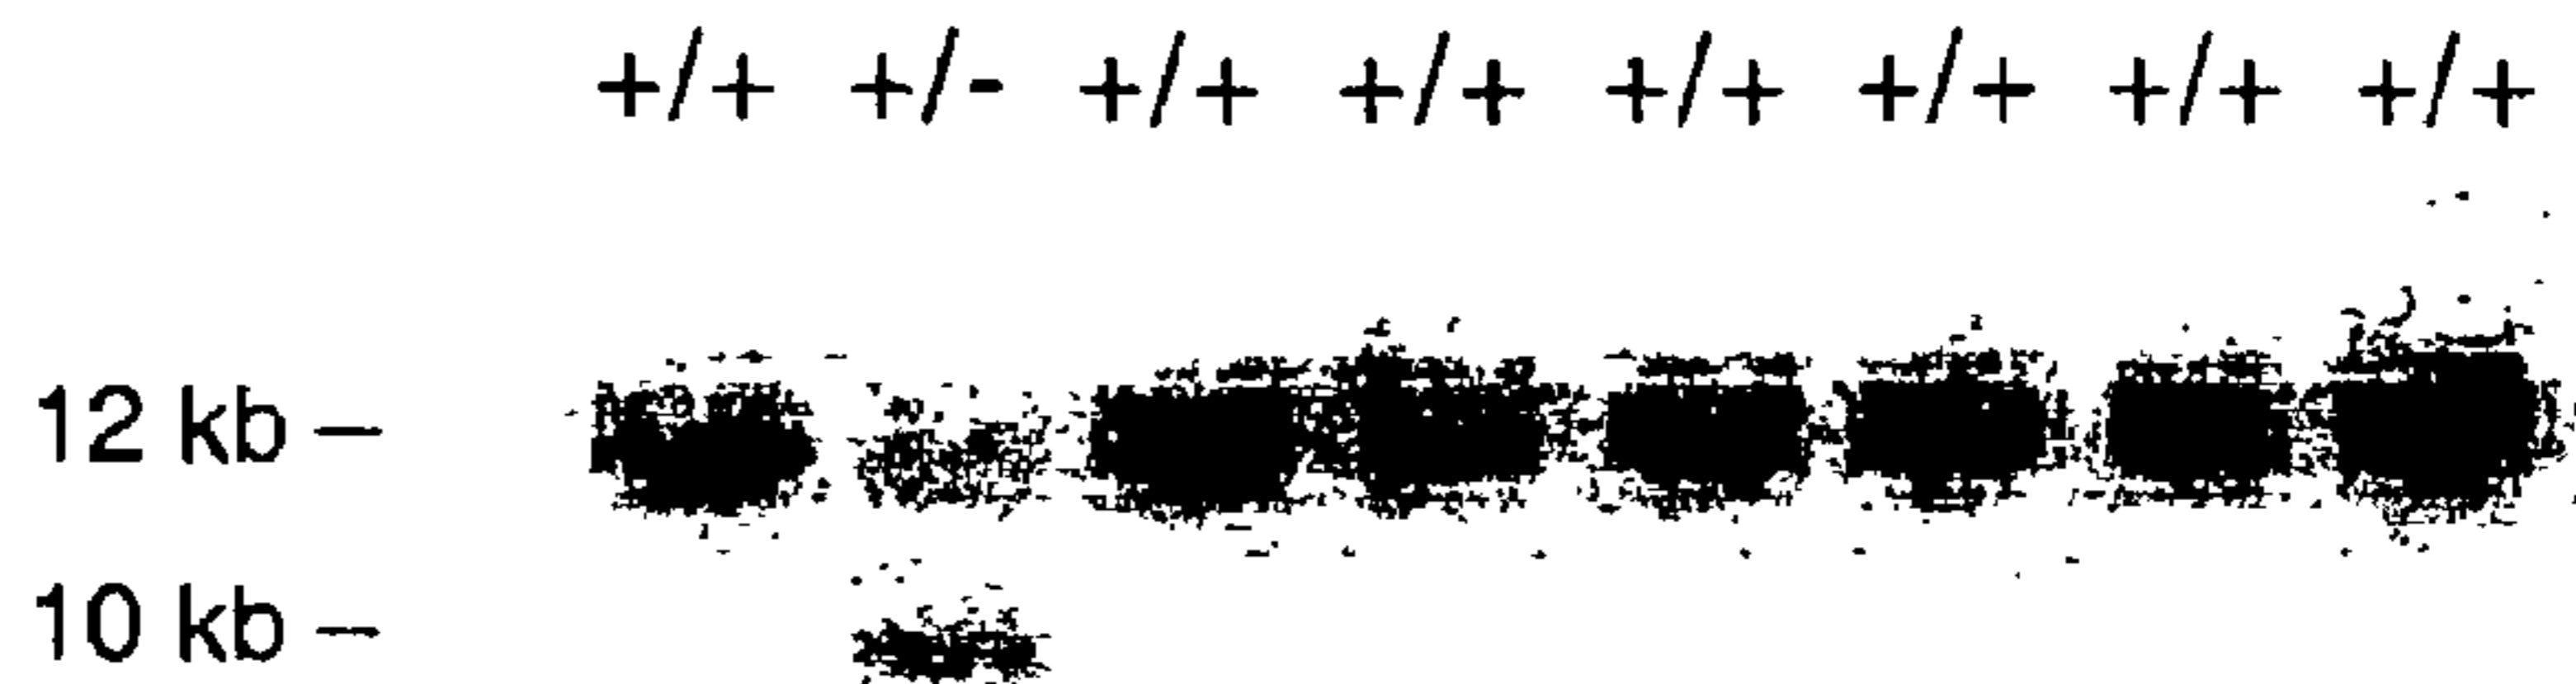 +/+ +/- +/+ +/+ +/+ +/+ +/+ +/+
12 kb –
10 kb –